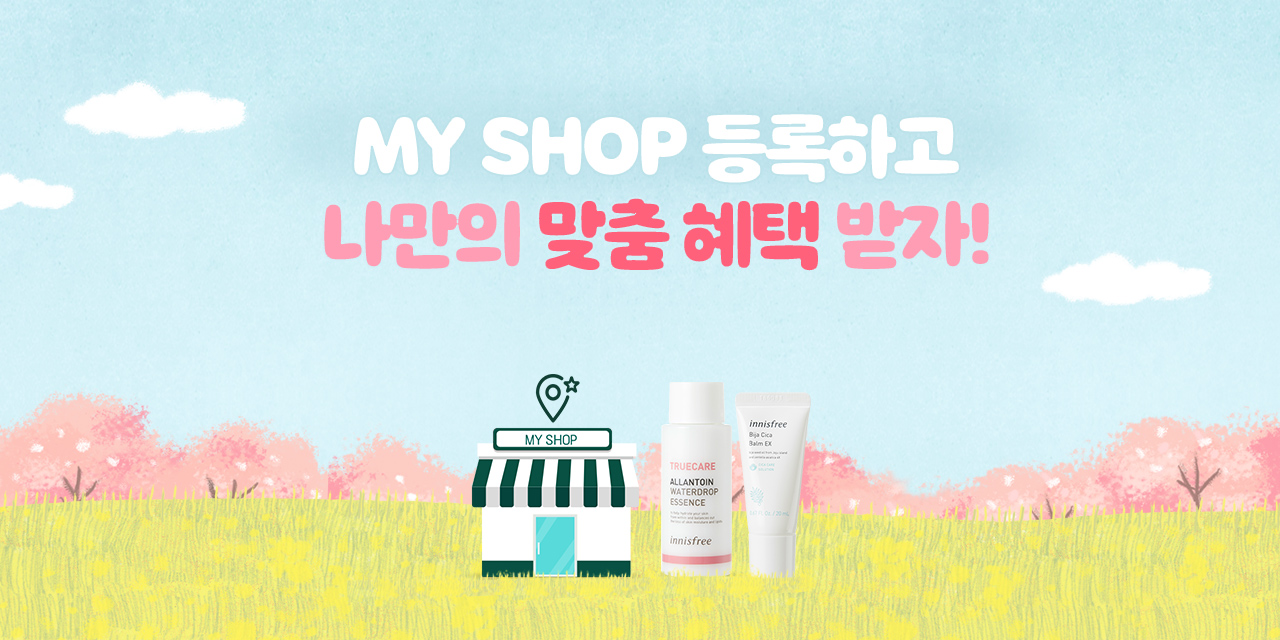 MY SHOP 등록하고
나만의 맞춤 혜택 받자!
MY SHOP
TRUECARE
ALLANTOIN
WATERDROP
ESSENCE
innisfree
innisfree
Bija Cica
Balm EX